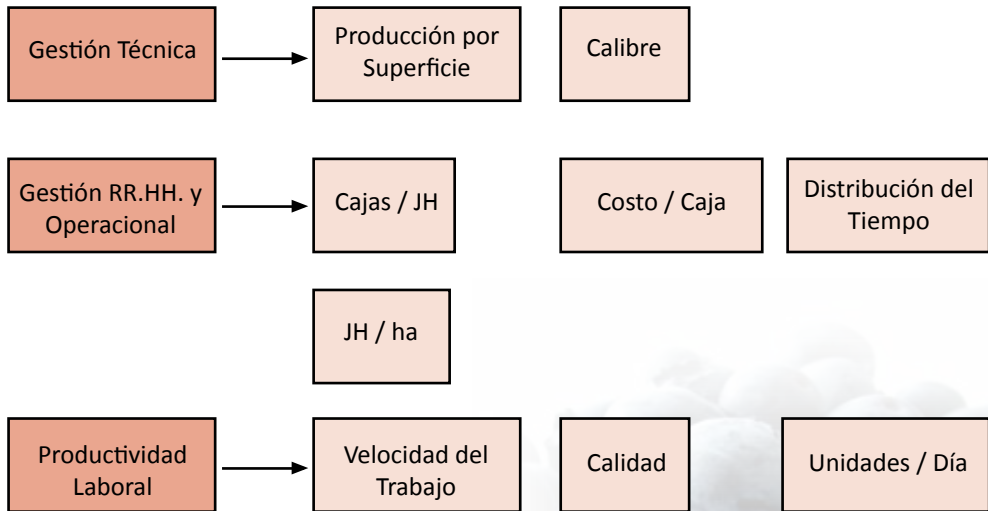 Gestión Técnica
Producción por
Superficie
Calibre
Gestión RR.HH. y
Operacional
Cajas / JH
Costo / Caja
Distribución del
Tiempo
JH / ha
Productividad
Laboral
Velocidad del
Trabajo
Calidad
Unidades / Día